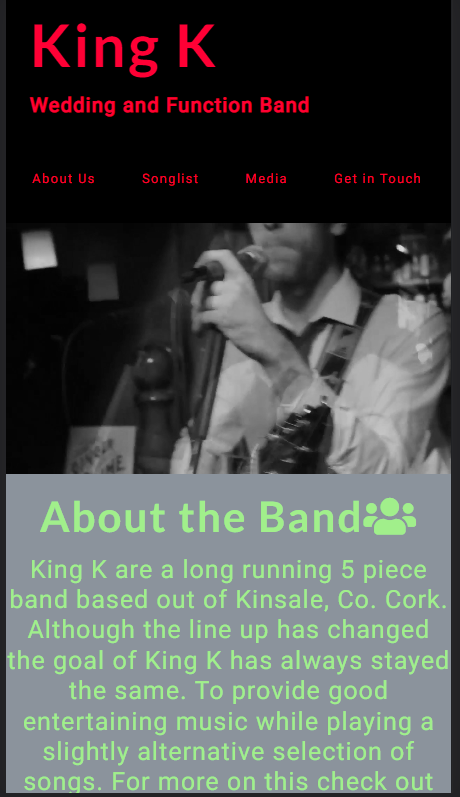 King K
Wedding and Function Band
About Us Songlist Media Get in Touch
About the Band
King K are a long running 5 piece
band based out of Kinsale, Co. Cork.
Although the line up has changed
the goal of King K has always stayed
the same. To provide good
entertaining music while playing a
slightly alternative selection of
songs. For more on this check out